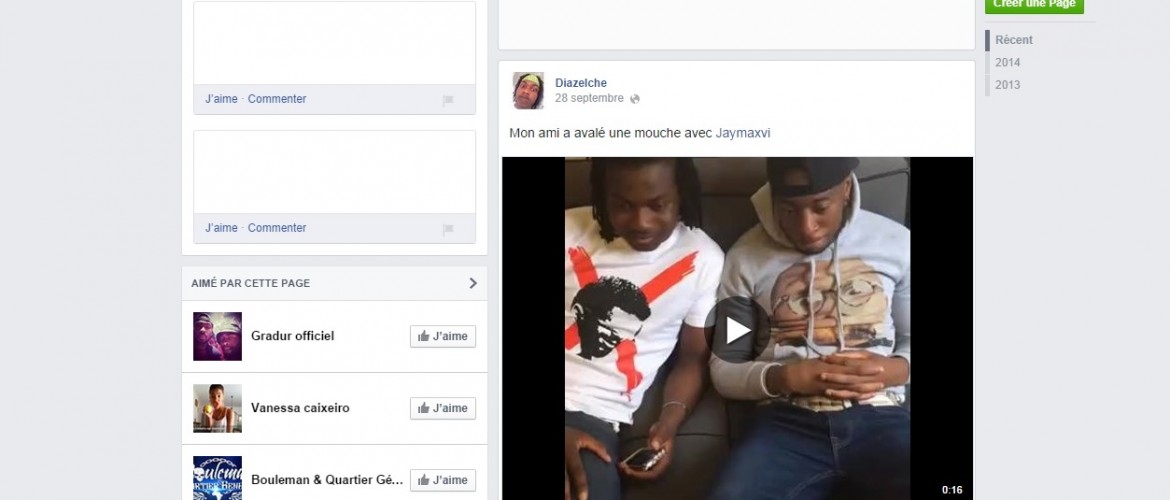 J'aime · Commenter
J'aime · Commenter
AIMÉ PAR CETTE PAGE
Gradur officiel
J'aime
Vanessa caixeiro
J'aime
Bouleman & Quartier Gé...
J'aime
Diazelche
28 septembre
Mon ami a avalé une mouche avec Jaymaxvi
0:16
Créer une Page
Récent
2014
2013